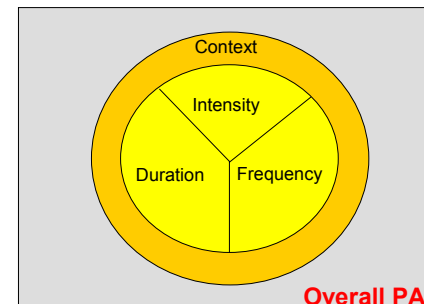 Context
Intensity
Duration
Frequency
Overall PA